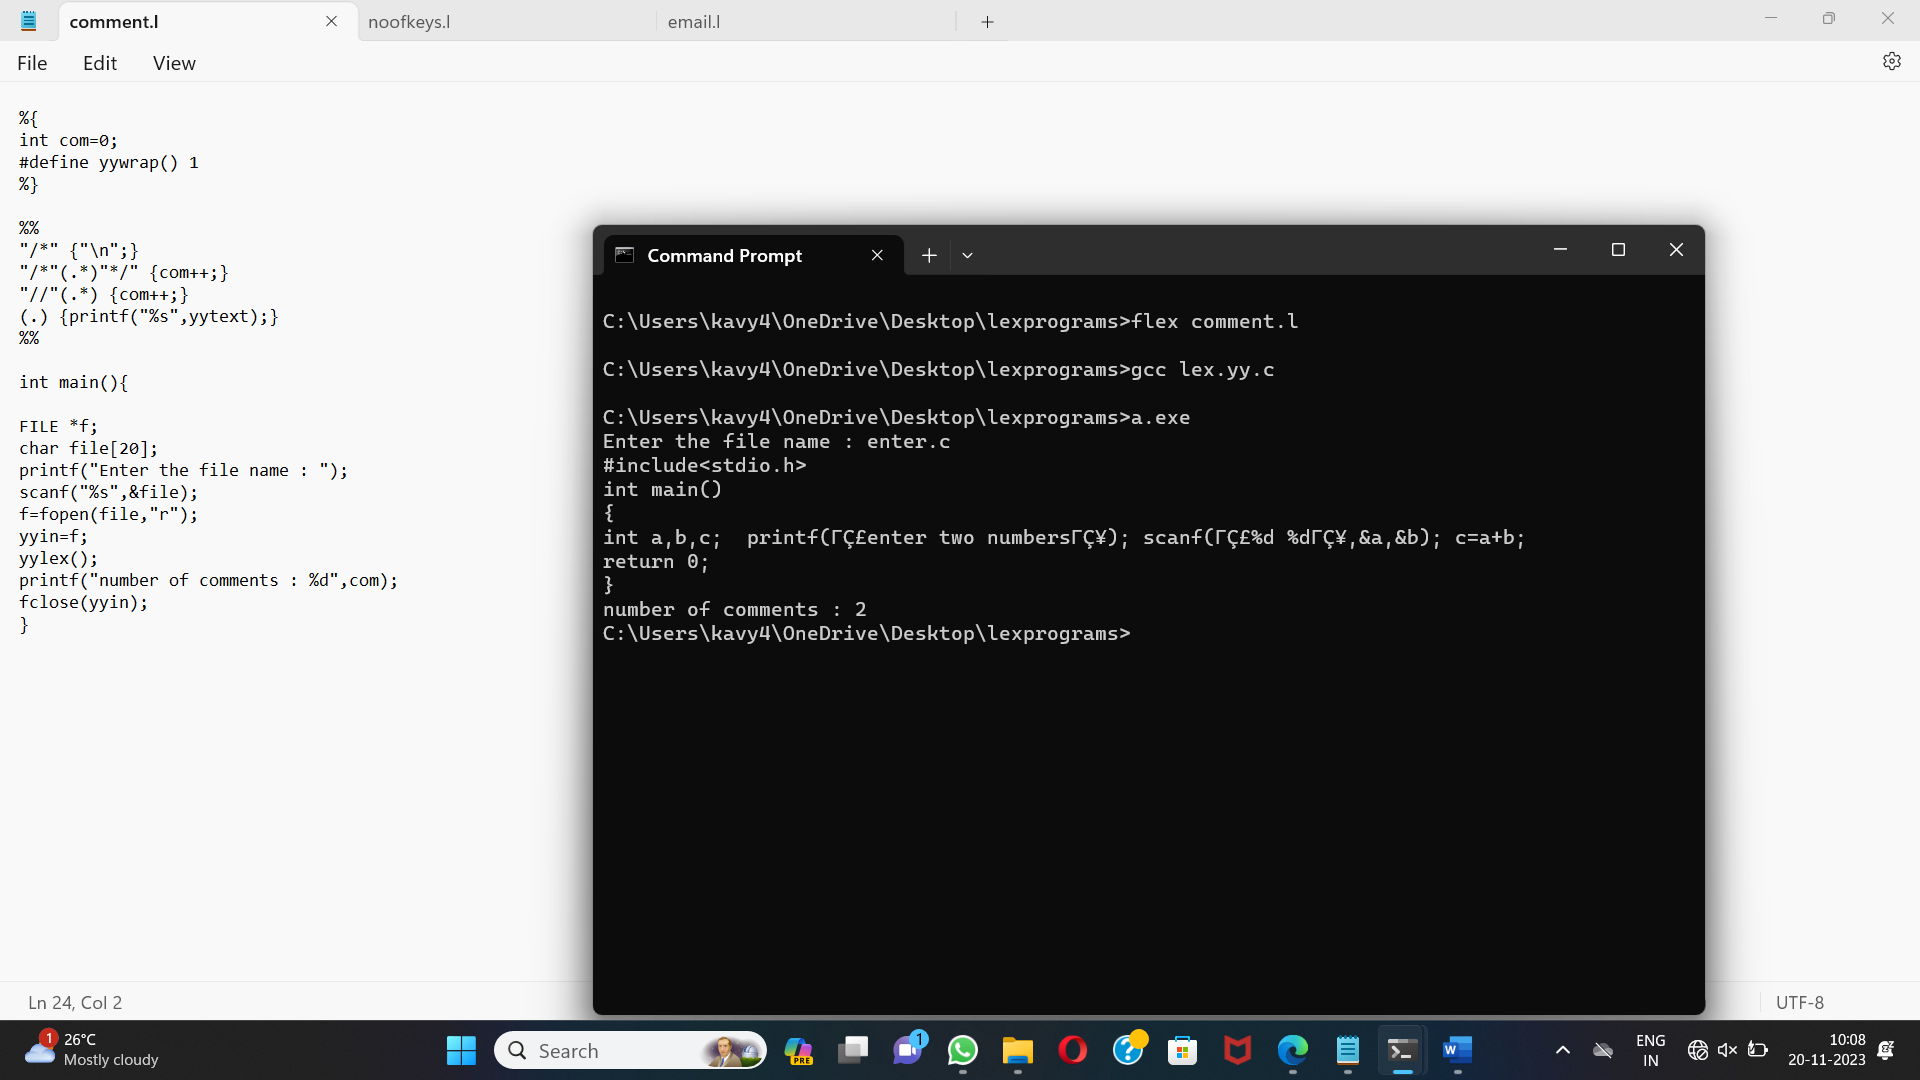 comment.l
noofkeys.l
email.l
File Edit View
%{
int com=0;
#define yywrap() 1
%}
%%
"/*" {"\n";}
"/*"(.*)"*/" {com++;}
"//"(.*) {com++;}
(.) {printf("%s",yytext);}
%%
int main(){
FILE *f;
char file[20];
printf("Enter the file name : ");
scanf("%s",&file);
f=fopen(file,"r");
yyin=f;
yylex();
printf("number of comments : %d",com);
fclose(yyin);
}
Command Prompt
C:\Users\kavy4\OneDrive\Desktop\lexprograms>flex comment.l
C:\Users\kavy4\OneDrive\Desktop\lexprograms>gcc lex.yy.c
C:\Users\kavy4\OneDrive\Desktop\lexprograms>a.exe
Enter the file name : enter.c
#include<stdio.h>
int main()
{
int a,b,c;  printf(ΓÇ£enter two numbersΓÇ¥); scanf(ΓÇ£%d %dΓÇ¥,&a,&b); c=a+b;
return 0;
}
number of comments : 2
C:\Users\kavy4\OneDrive\Desktop\lexprograms>
Ln 24, Col 2
UTF-8
1
26°C
Mostly cloudy
Search
PRE
1
W
ENG
IN
10:08
20-11-2023